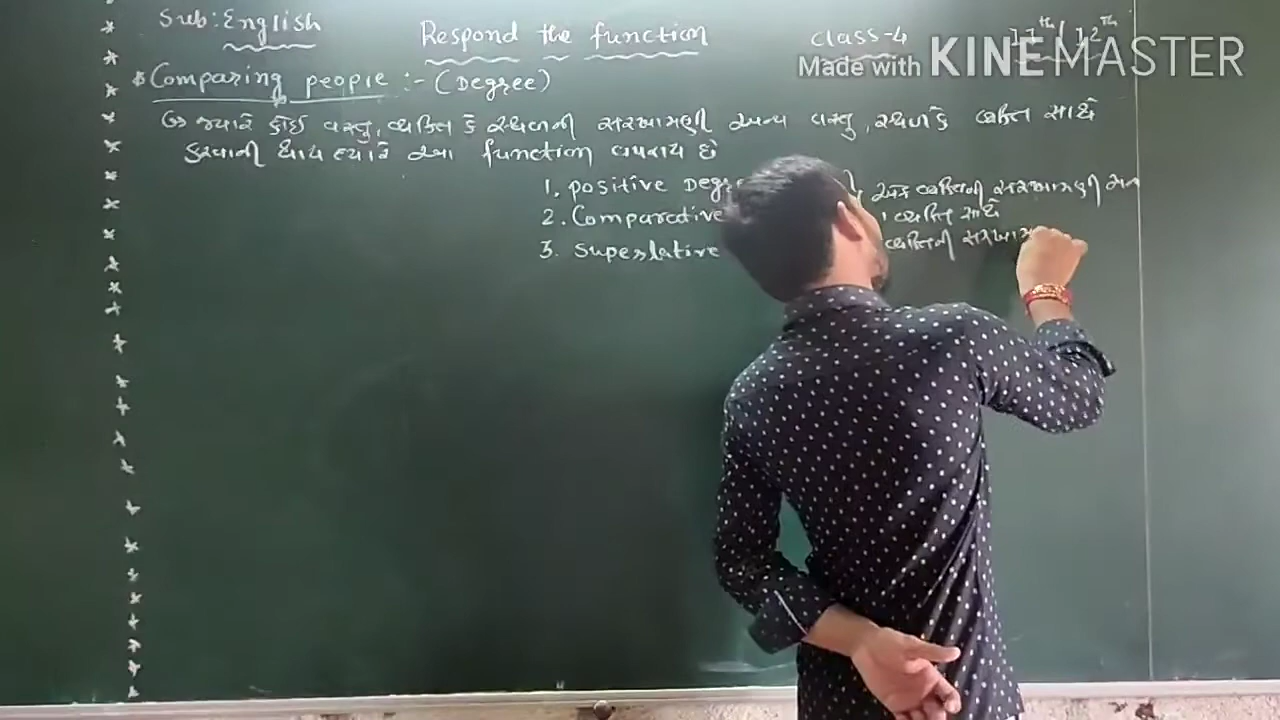 Sub: English Respond the function class-4 11th / 12th
Made with KINEMASTER
Comparing people :- (Degree)
જ્યારે કોઇ વસ્તુ, વ્યક્તિ કે સ્થળની સરખામણી અન્ય વસ્તુ, સ્થળ કે વ્યક્તિ સાથે
કરવાની થાય ત્યારે આ function વપરાય છે
1. positive Degr એક વ્યક્તિની સરખામણી
2. Comparative વ્યક્તિ સાથે
3. Superlative વ્યક્તિની